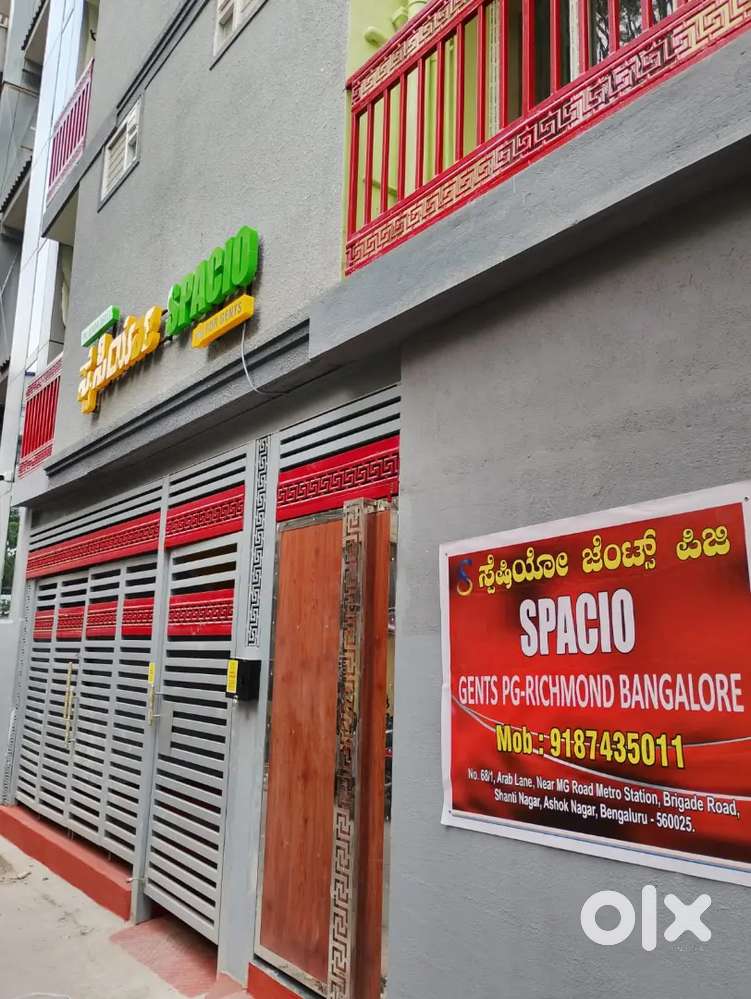 ಸ್ಪೆಷಿಯೋ
SPACIO
GENTS
ಸ್ಪೆಷಿಯೋ ಜೆಂಟ್ಸ್ ಪಿಜಿ
SPACIO
GENTS PG-RICHMOND BANGALORE
Mob.: 9187435011
No. 68/1, Arab Lane, Near MG Road Metro Station, Brigade Road,
Shanti Nagar, Ashok Nagar, Bengaluru - 560025.
olx